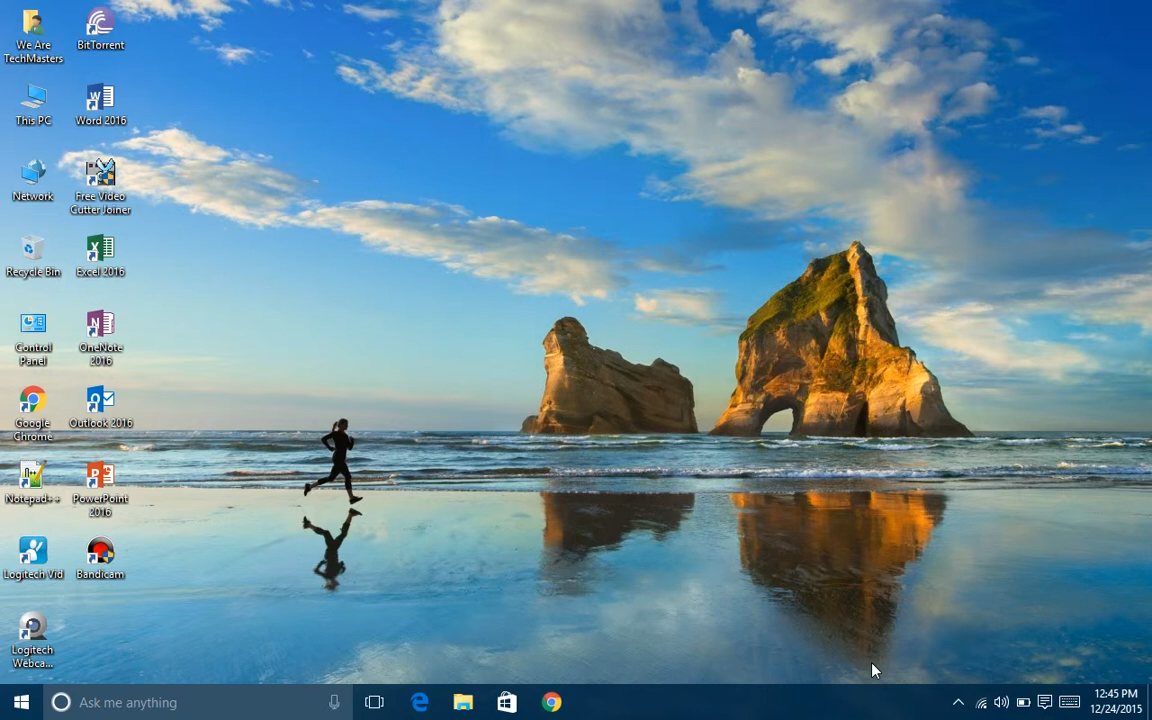 We Are
TechMasters
BitTorrent
This PC
Word 2016
Network
Free Video
Cutter Joiner
Recycle Bin
Excel 2016
Control
Panel
OneNote
2016
Google
Chrome
Outlook 2016
Notepad++
PowerPoint
2016
Logitech Vid
Bandicam
Logitech
Webca...
Ask me anything
12:45 PM
12/24/2015